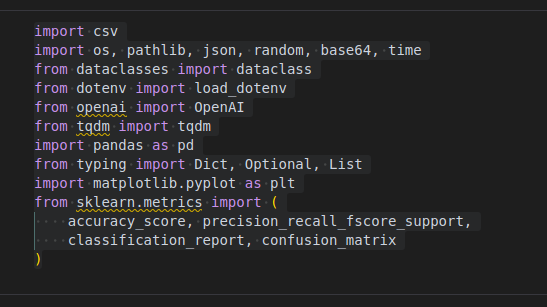 import csv
import os, pathlib, json, random, base64, time
from dataclasses import dataclass
from dotenv import load_dotenv
from openai import OpenAI
from tqdm import tqdm
import pandas as pd
from typing import Dict, Optional, List
import matplotlib.pyplot as plt
from sklearn.metrics import (
    accuracy_score, precision_recall_fscore_support,
    classification_report, confusion_matrix
)